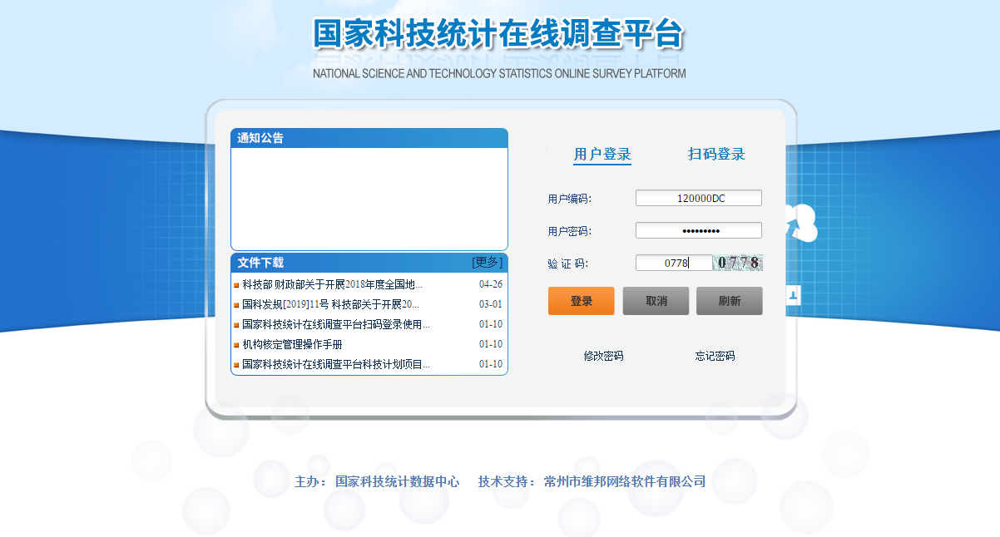 国家科技统计在线调查平台
NATIONAL SCIENCE AND TECHNOLOGY STATISTICS ONLINE SURVEY PLATFORM
通知公告
文件下载 [更多]
科技部 财政部关于开展2018年度全国地... 04-26
国科发规[2019]11号 科技部关于开展20... 03-01
国家科技统计在线调查平台扫码登录使用... 01-10
机构核定管理操作手册 01-10
国家科技统计在线调查平台科技计划项目... 01-10
用户登录 扫码登录
用户编码: 120000DC
用户密码: •••••••••
验 证 码: 0778 0778
登录 取消 刷新
修改密码 忘记密码
主办： 国家科技统计数据中心 技术支持： 常州市维邦网络软件有限公司